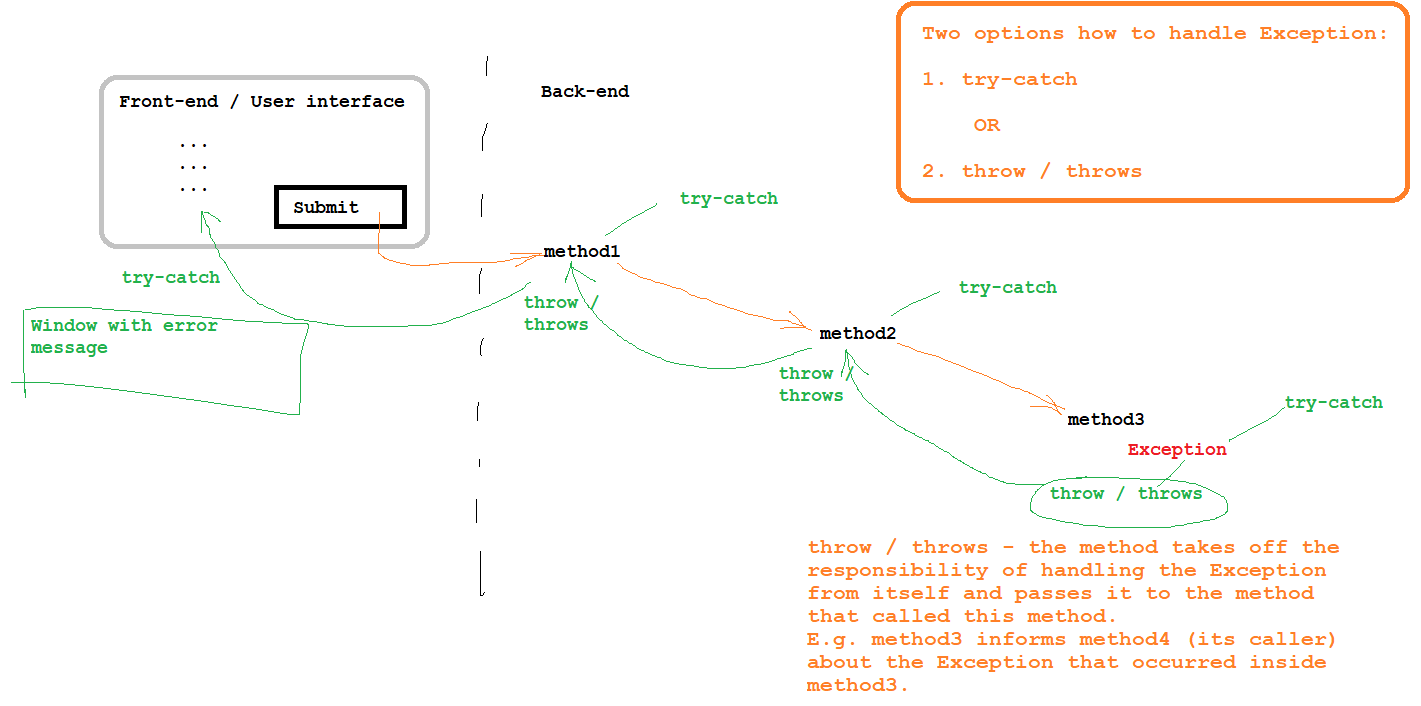 Two options how to handle Exception:
1. try-catch
OR
2. throw / throws
Front-end / User interface
...
...
...
Submit
Back-end
try-catch
method1
try-catch
throw /
throws
Window with error
message
try-catch
method2
throw /
throws
try-catch
method3
Exception
throw / throws
throw / throws - the method takes off the
responsibility of handling the Exception
from itself and passes it to the method
that called this method.
E.g. method3 informs method4 (its caller)
about the Exception that occurred inside
method3.